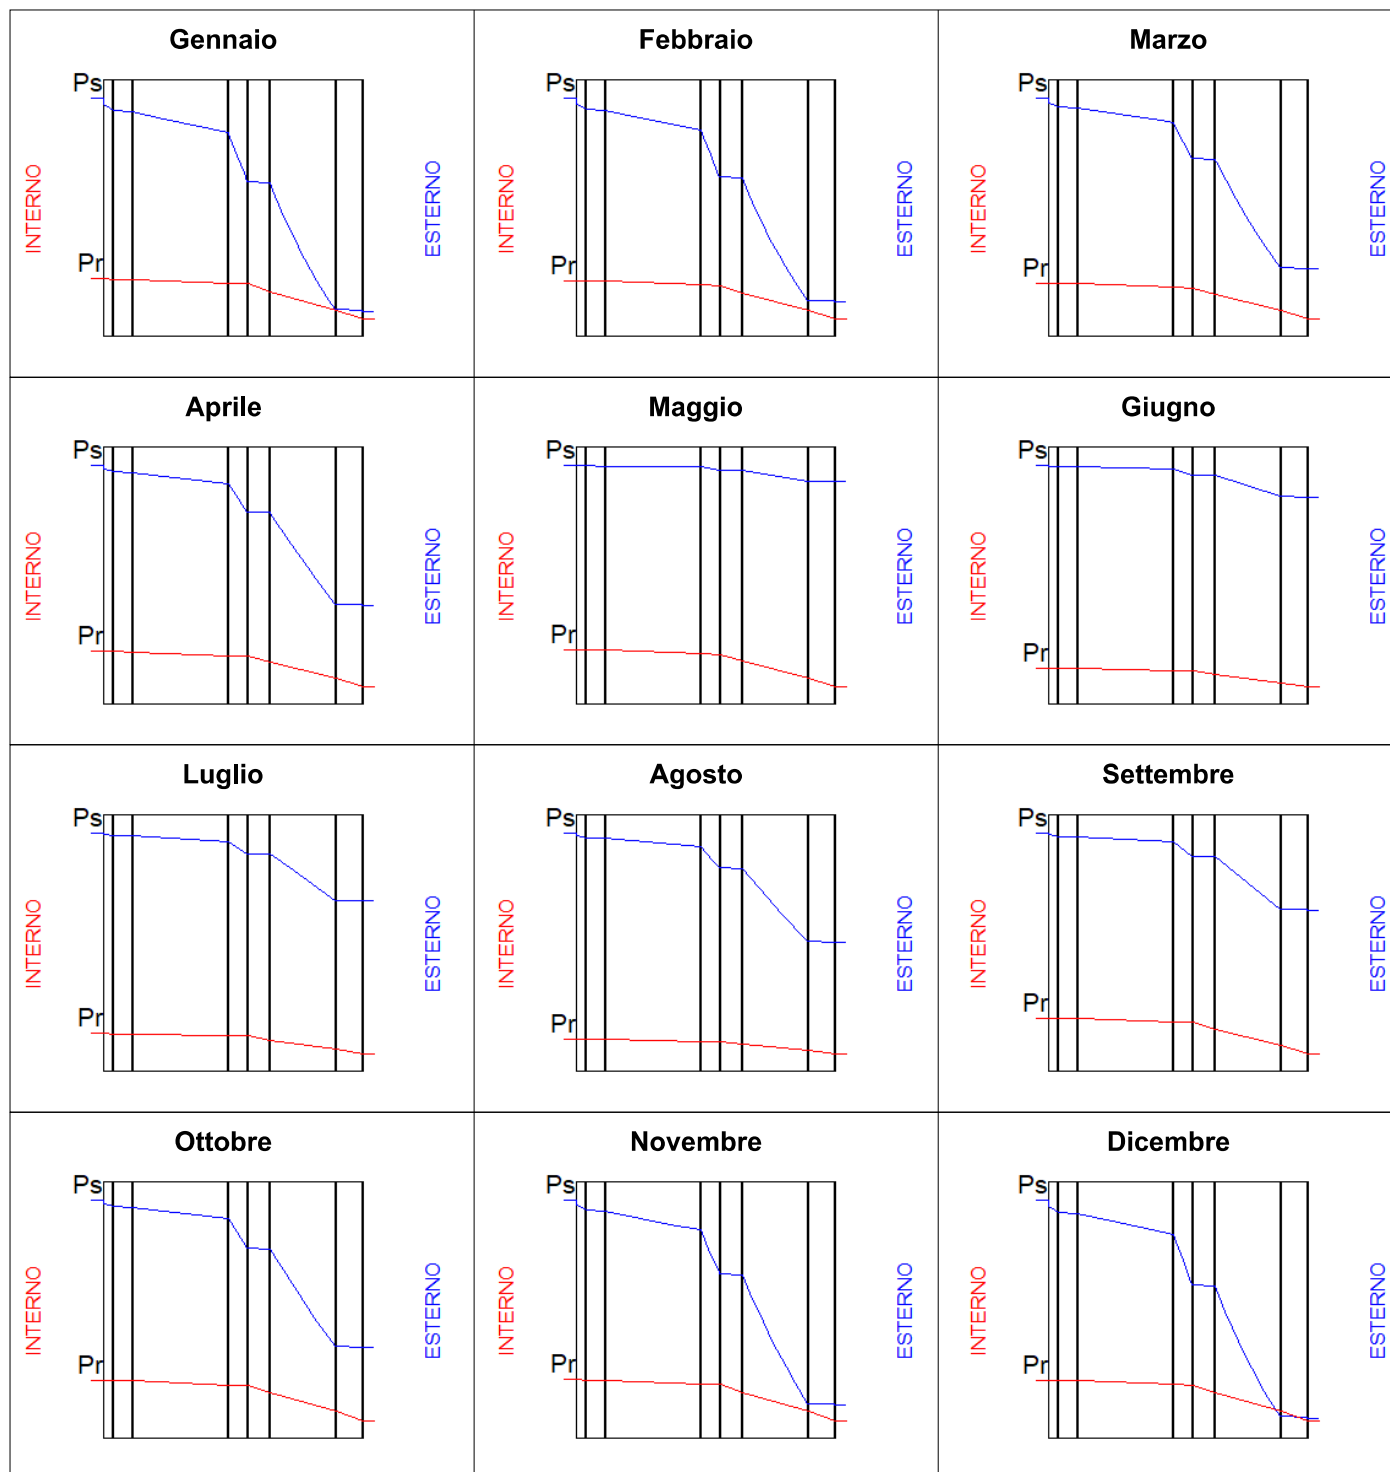 Gennaio
Febbraio
Marzo
Ps
Ps
Ps
INTERNO
ESTERNO
INTERNO
ESTERNO
INTERNO
ESTERNO
Pr
Pr
Pr
Aprile
Maggio
Giugno
Ps
Ps
Ps
INTERNO
ESTERNO
INTERNO
ESTERNO
INTERNO
ESTERNO
Pr
Pr
Pr
Luglio
Agosto
Settembre
Ps
Ps
Ps
INTERNO
ESTERNO
INTERNO
ESTERNO
INTERNO
ESTERNO
Pr
Pr
Pr
Ottobre
Novembre
Dicembre
Ps
Ps
Ps
INTERNO
ESTERNO
INTERNO
ESTERNO
INTERNO
ESTERNO
Pr
Pr
Pr